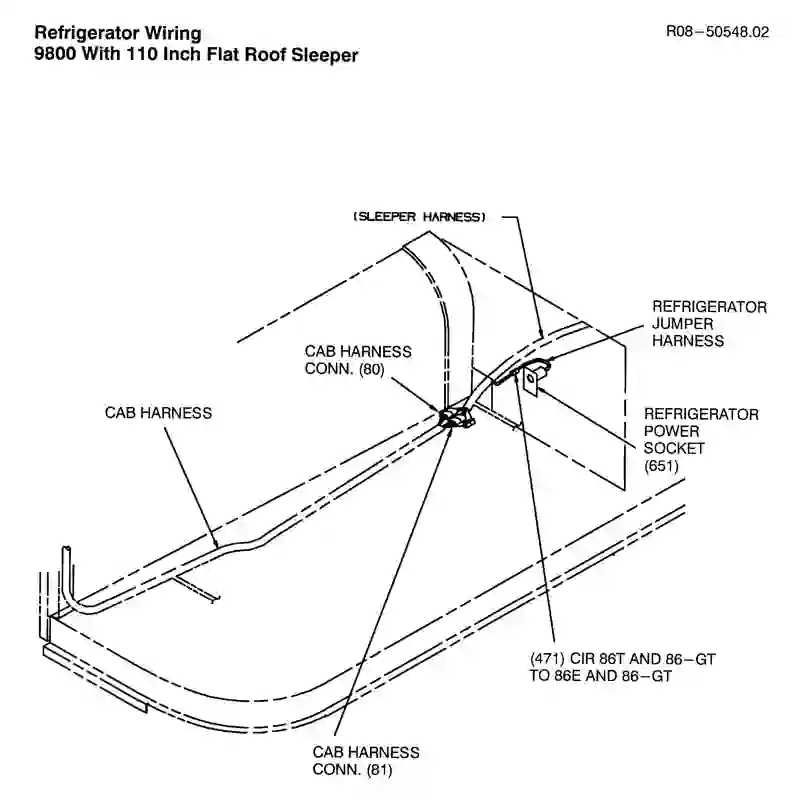 Refrigerator Wiring
9800 With 110 Inch Flat Roof Sleeper
R08-50548.02
(SLEEPER HARNESS)
REFRIGERATOR
JUMPER
HARNESS
CAB HARNESS
CONN. (80)
CAB HARNESS
REFRIGERATOR
POWER
SOCKET
(651)
(471) CIR 86T AND 86-GT
TO 86E AND 86-GT
CAB HARNESS
CONN. (81)